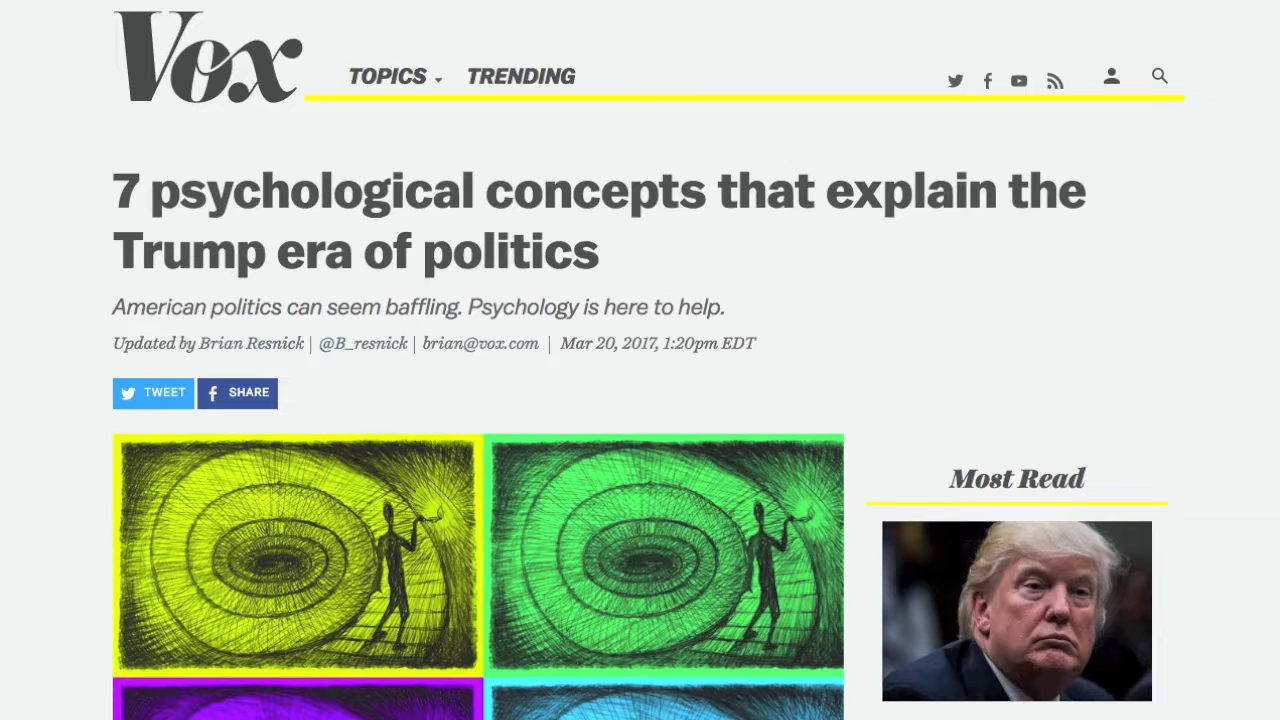 Vox
TOPICS
TRENDING
7 psychological concepts that explain the
Trump era of politics
American politics can seem baffling. Psychology is here to help.
Updated by Brian Resnick | @B_resnick | brian@vox.com | Mar 20, 2017, 1:20pm EDT
TWEET
SHARE
Most Read